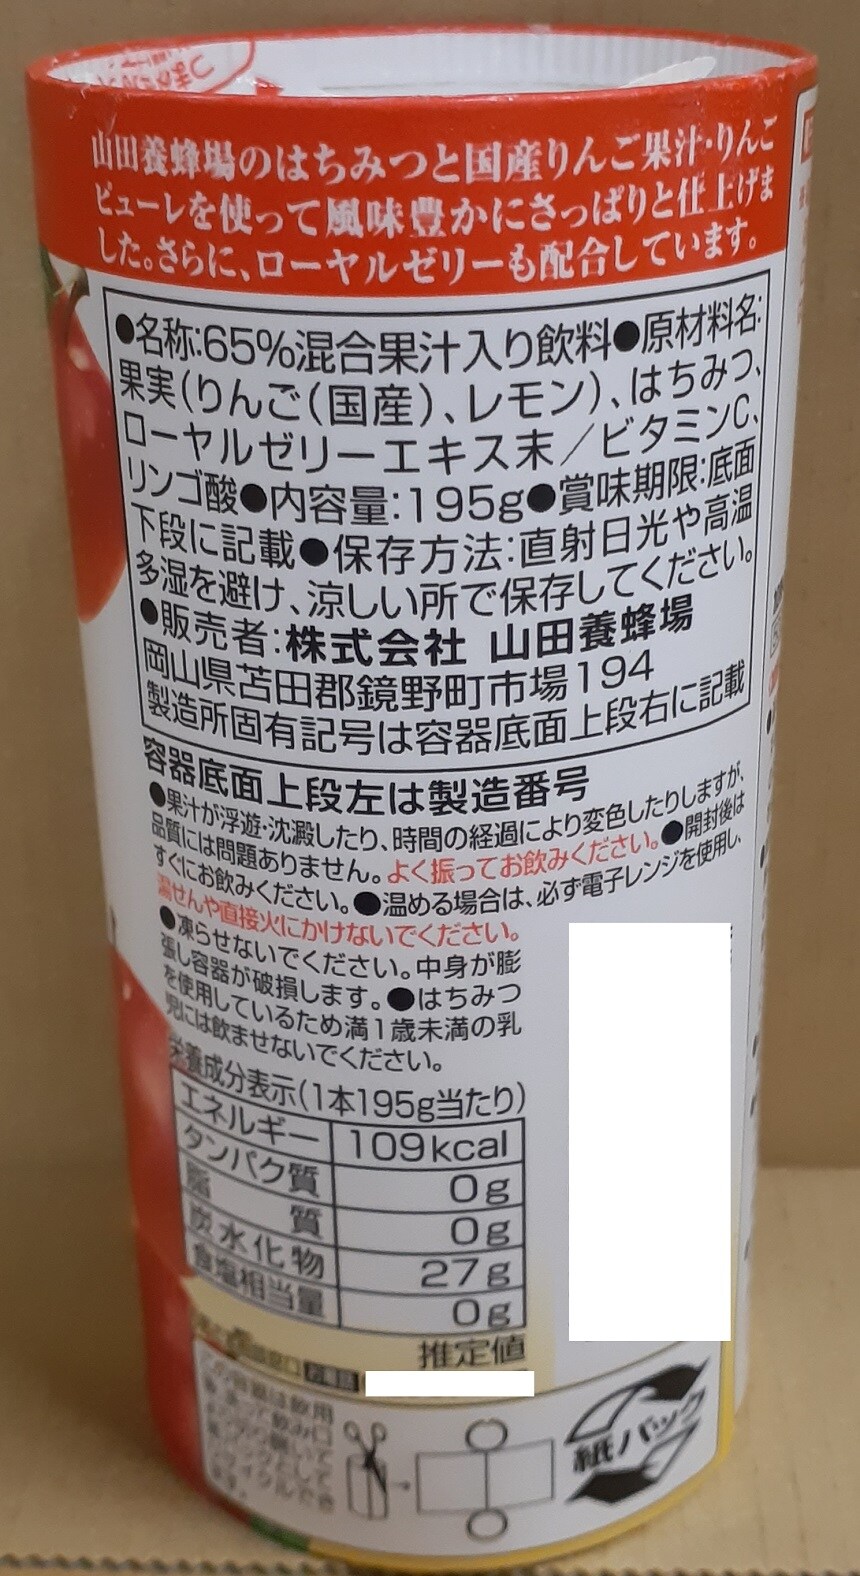 山田養蜂場のはちみつと国産りんご果汁・りんご
ピューレを使って風味豊かにさっぱりと仕上げま
した。さらに、ローヤルゼリーも配合しています。
●名称:65%混合果汁入り飲料●原材料名:
果実(りんご(国産)、レモン)、はちみつ、
ローヤルゼリーエキス末／ビタミンC、
リンゴ酸●内容量:195g●賞味期限:底面
下段に記載●保存方法:直射日光や高温
多湿を避け、涼しい所で保存してください。
●販売者:株式会社 山田養蜂場
岡山県苫田郡鏡野町市場194
製造所固有記号は容器底面上段右に記載
容器底面上段左は製造番号
●果汁が浮遊・沈澱したり、時間の経過により変色したりしますが、
品質には問題ありません。よく振ってお飲みください。●開封後は
すぐにお飲みください。●温める場合は、必ず電子レンジを使用し、
湯せんや直接火にかけないでください。
●凍らせないでください。中身が膨
張し容器が破損します。●はちみつ
を使用しているため満1歳未満の乳
児には飲ませないでください。
栄養成分表示(1本195g当たり)
エネルギー 109kcal
タンパク質 0g
脂質 0g
炭水化物 27g
食塩相当量 0g
推定値
この容器は飲用
紙パック